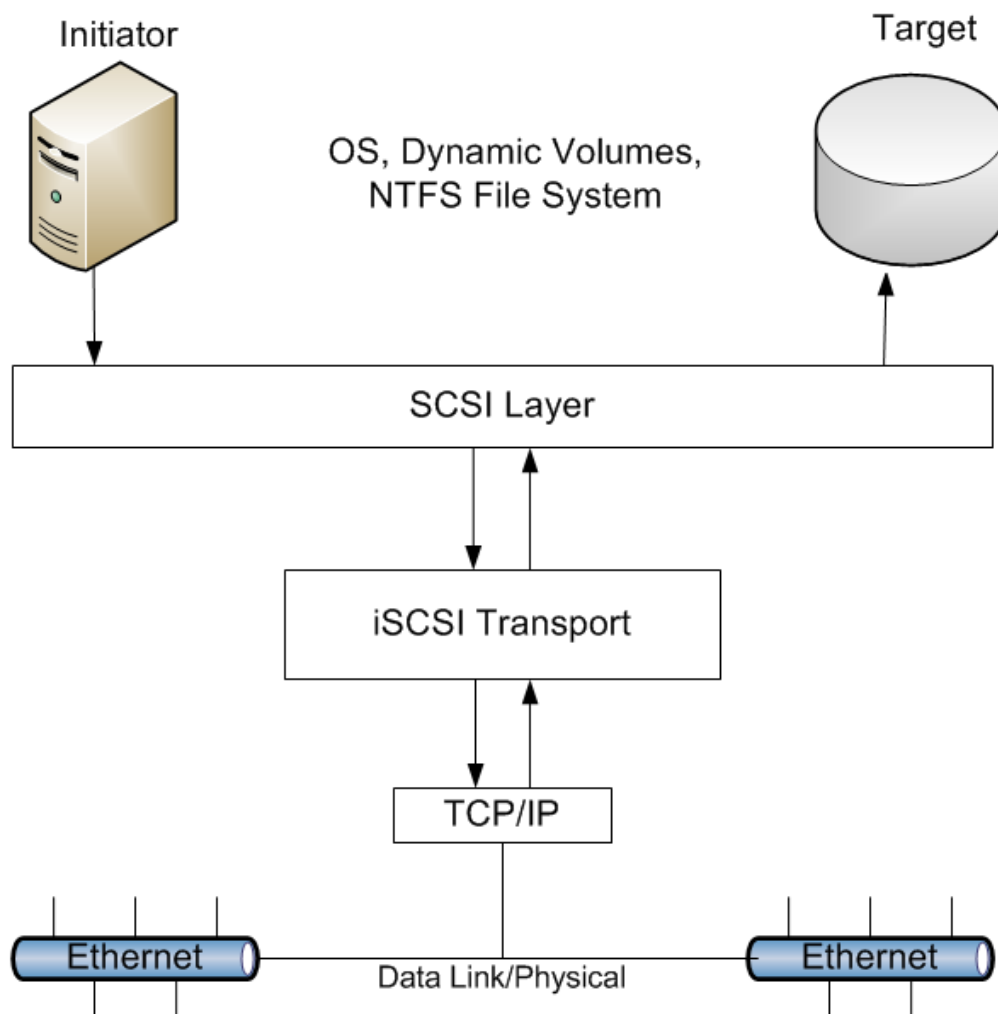 Initiator
Target
OS, Dynamic Volumes,
NTFS File System
SCSI Layer
iSCSI Transport
TCP/IP
Ethernet
Ethernet
Data Link/Physical